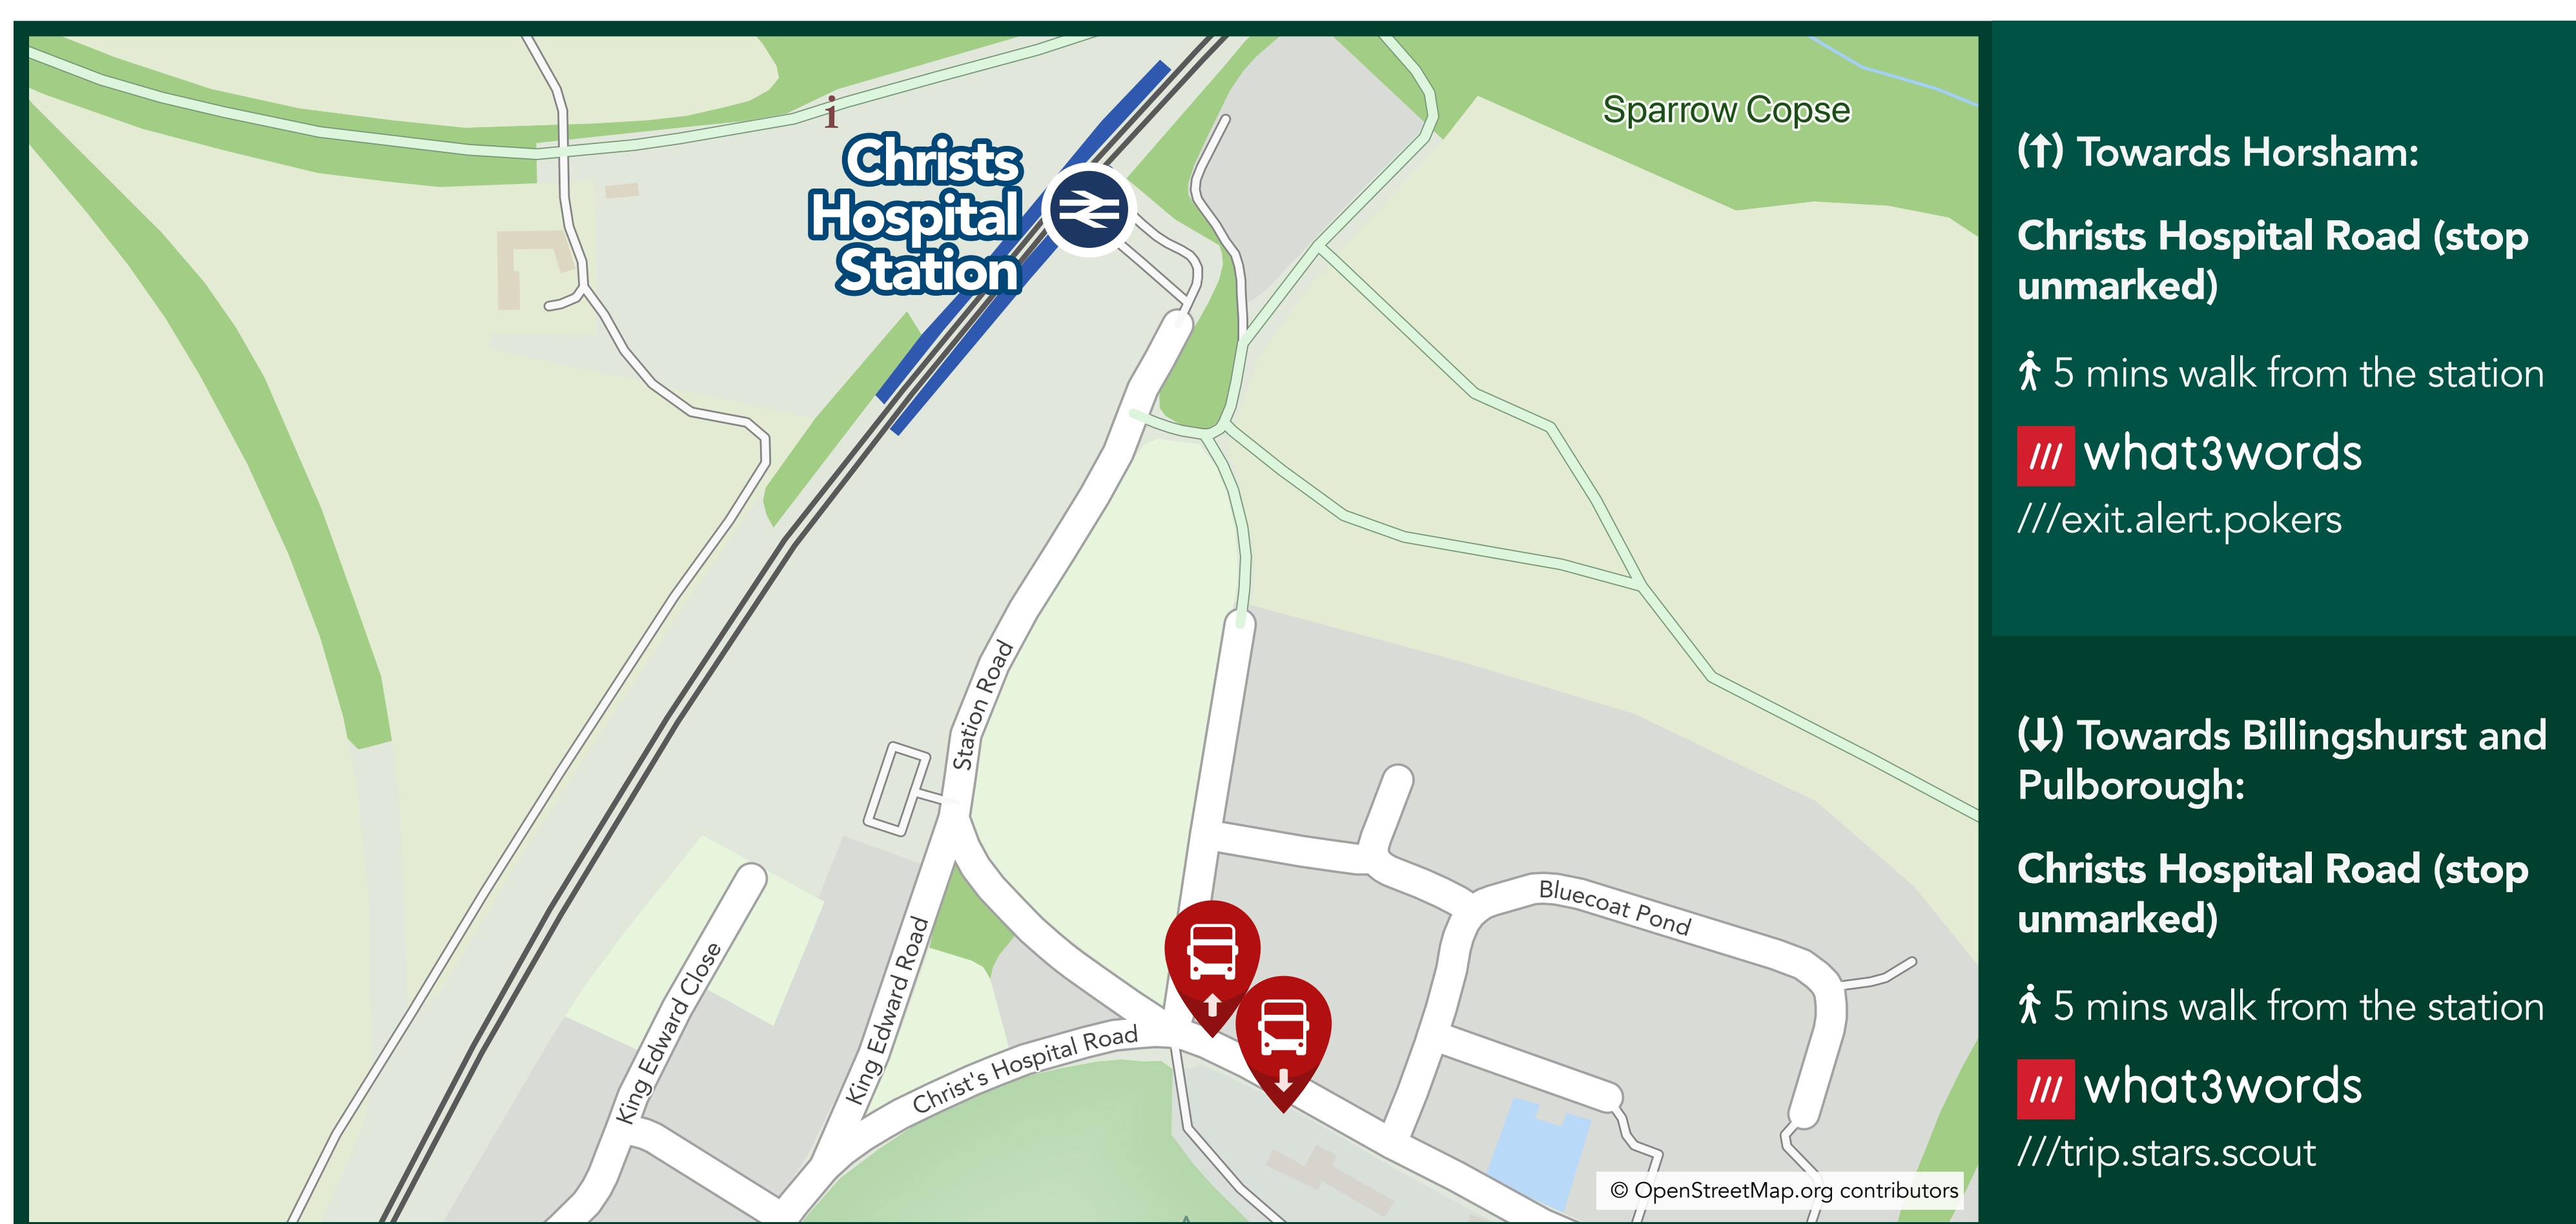 i
Sparrow Copse
Christs
Hospital
Station
Station Road
Bluecoat Pond
King Edward Close
King Edward Road
Christ's Hospital Road
© OpenStreetMap.org contributors
(↑) Towards Horsham:
Christs Hospital Road (stop
unmarked)
5 mins walk from the station
/// what3words
///exit.alert.pokers
(↓) Towards Billingshurst and
Pulborough:
Christs Hospital Road (stop
unmarked)
5 mins walk from the station
/// what3words
///trip.stars.scout